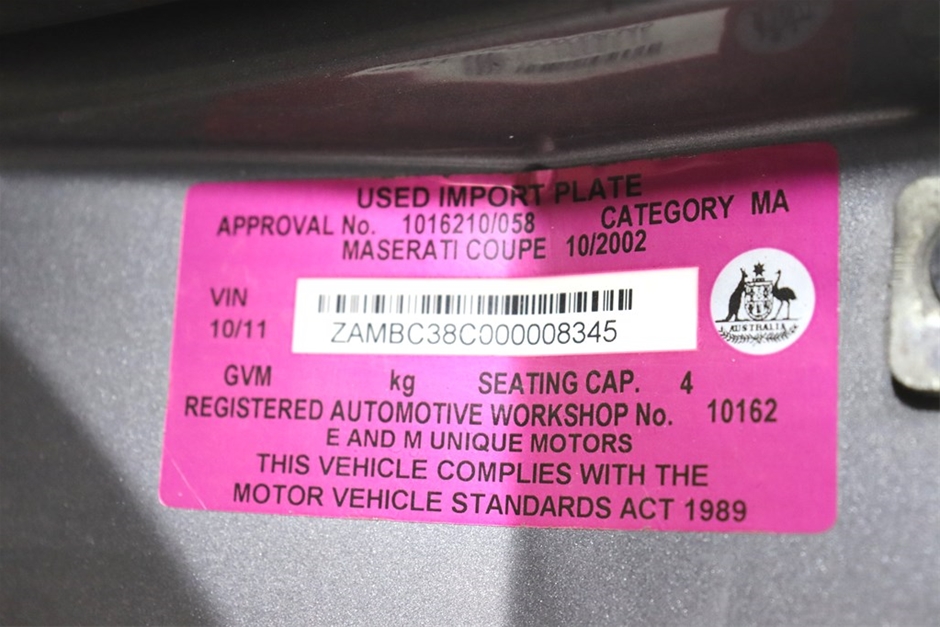 USED IMPORT PLATE
APPROVAL No. 1016210/058 CATEGORY MA
MASERATI COUPE 10/2002
VIN
10/11
ZAMBC38C000008345
AUSTRALIA
GVM kg SEATING CAP. 4
REGISTERED AUTOMOTIVE WORKSHOP No. 10162
E AND M UNIQUE MOTORS
THIS VEHICLE COMPLIES WITH THE
MOTOR VEHICLE STANDARDS ACT 1989